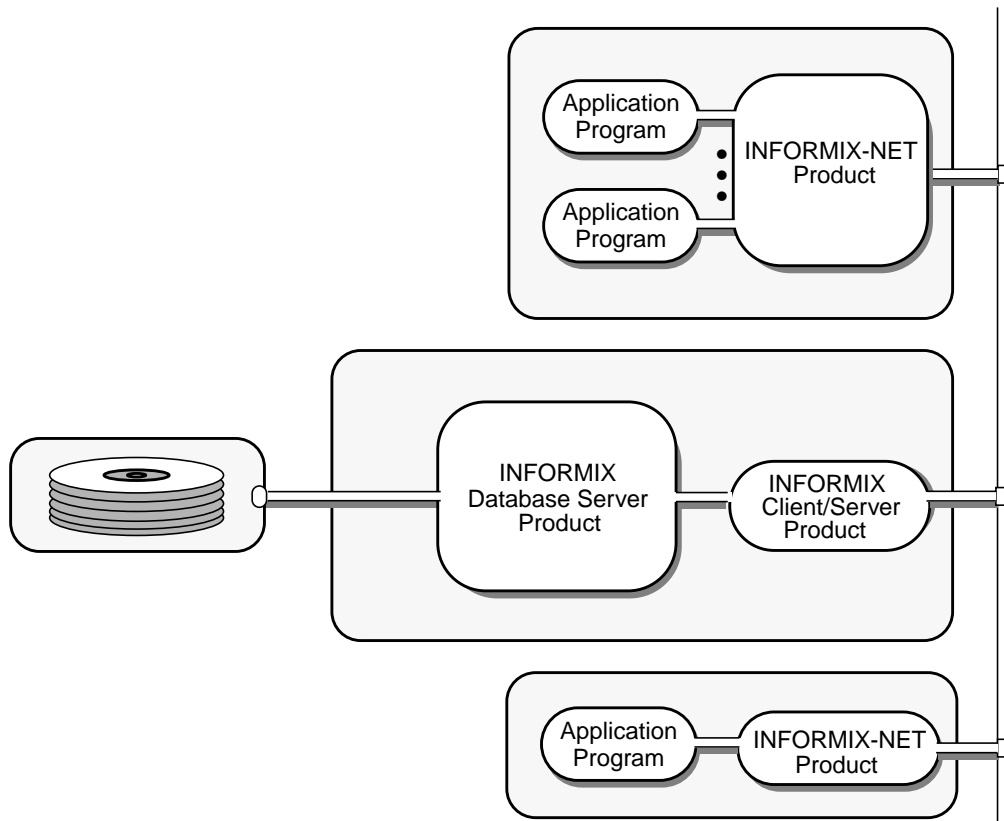 Application
Program
INFORMIX-NET
Product
Application
Program
INFORMIX
Database Server
Product
INFORMIX
Client/Server
Product
Application
Program
INFORMIX-NET
Product